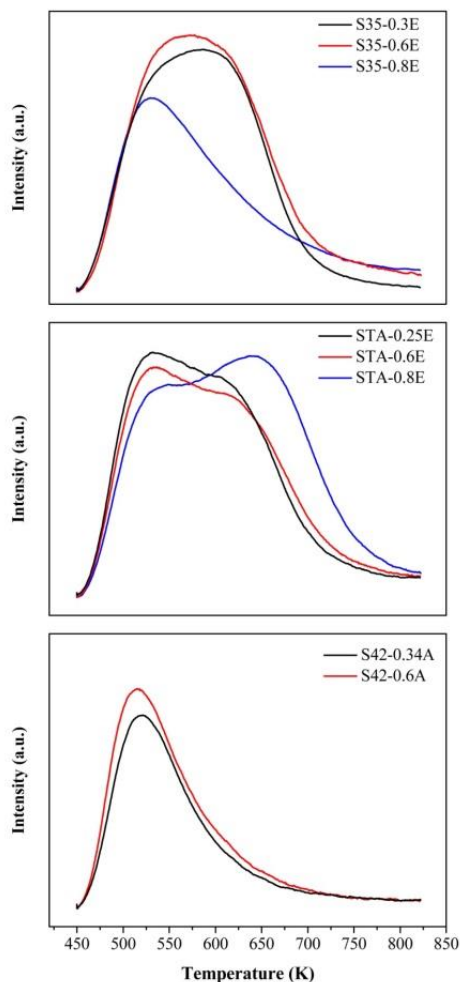 S35-0.3E
S35-0.6E
S35-0.8E
Intensity (a.u.)
STA-0.25E
STA-0.6E
STA-0.8E
Intensity (a.u.)
S42-0.34A
S42-0.6A
Intensity (a.u.)
450 500 550 600 650 700 750 800 850
Temperature (K)